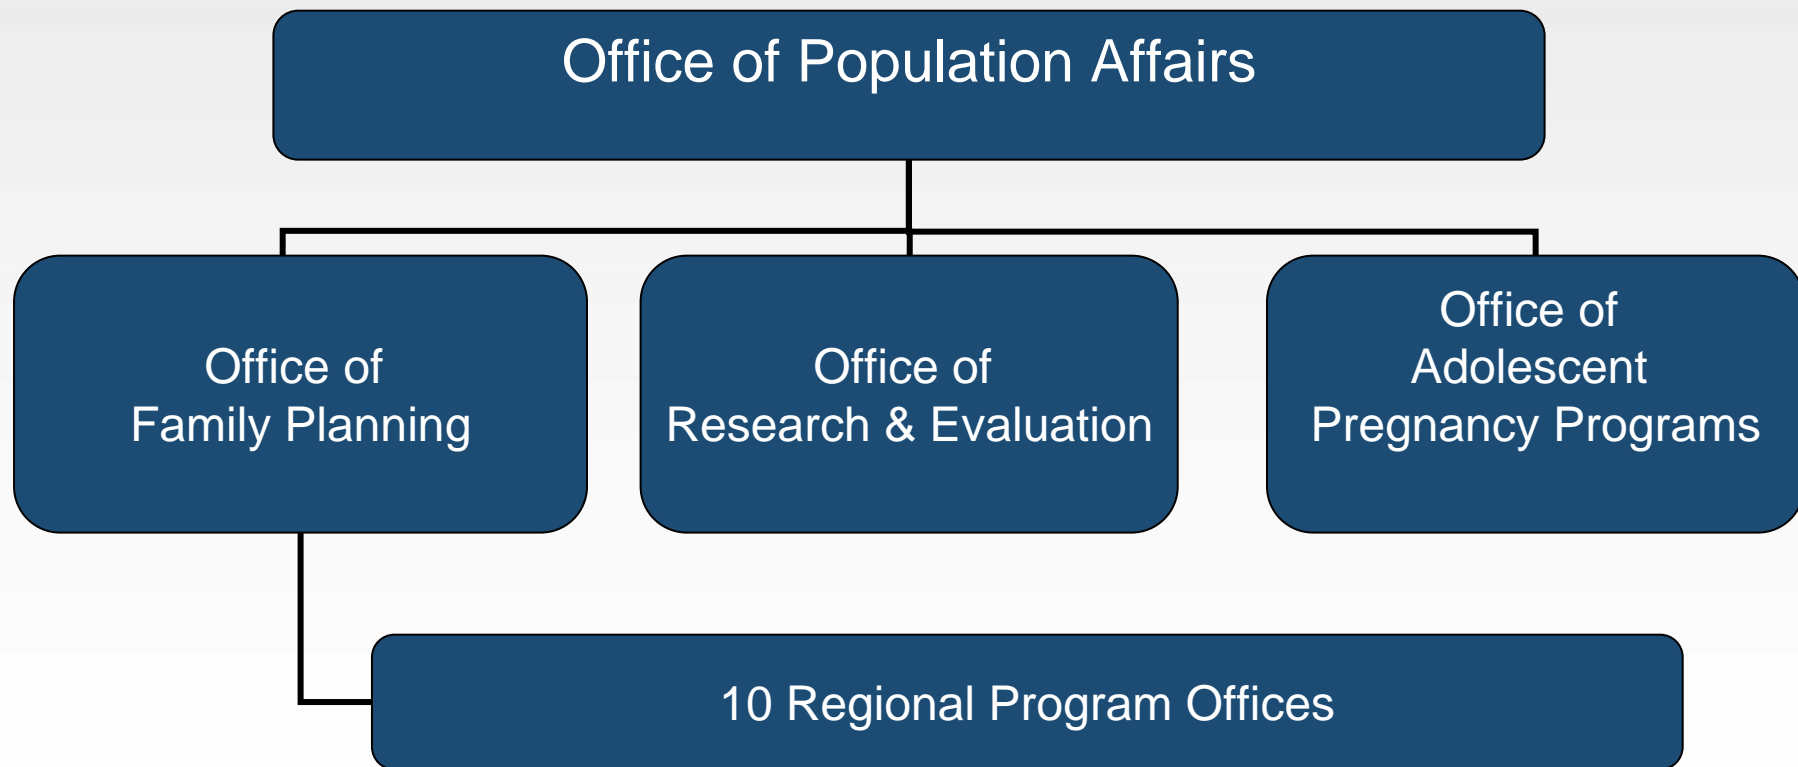 Office of Population Affairs
Office of
Family Planning
Office of
Research & Evaluation
Office of
Adolescent
Pregnancy Programs
10 Regional Program Offices